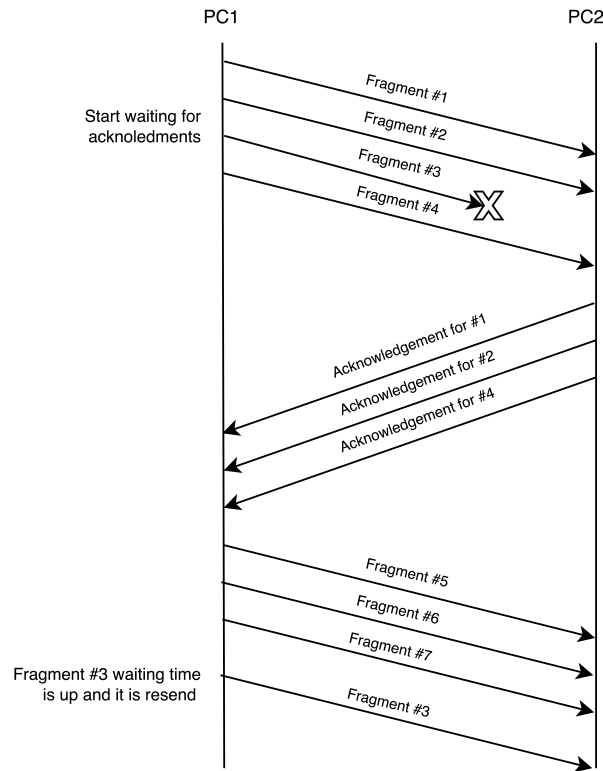 PC1
PC2
Fragment #1
Start waiting for
acknoledments
Fragment #2
Fragment #3
X
Fragment #4
Acknowledgement for #1
Acknowledgement for #2
Acknowledgement for #4
Fragment #5
Fragment #6
Fragment #7
Fragment #3 waiting time
is up and it is resend
Fragment #3